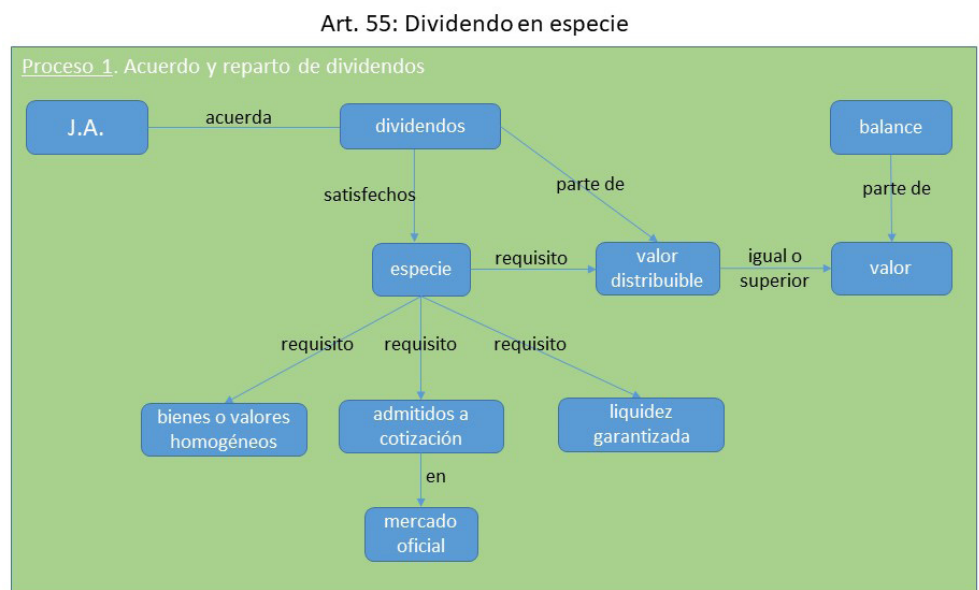 Art. 55: Dividendo en especie
Proceso 1. Acuerdo y reparto de dividendos
J.A.
acuerda
dividendos
balance
satisfechos
parte de
parte de
especie
requisito
valor
distribuible
igual o
superior
valor
requisito
requisito
requisito
bienes o valores
homogéneos
admitidos a
cotización
liquidez
garantizada
en
mercado
oficial